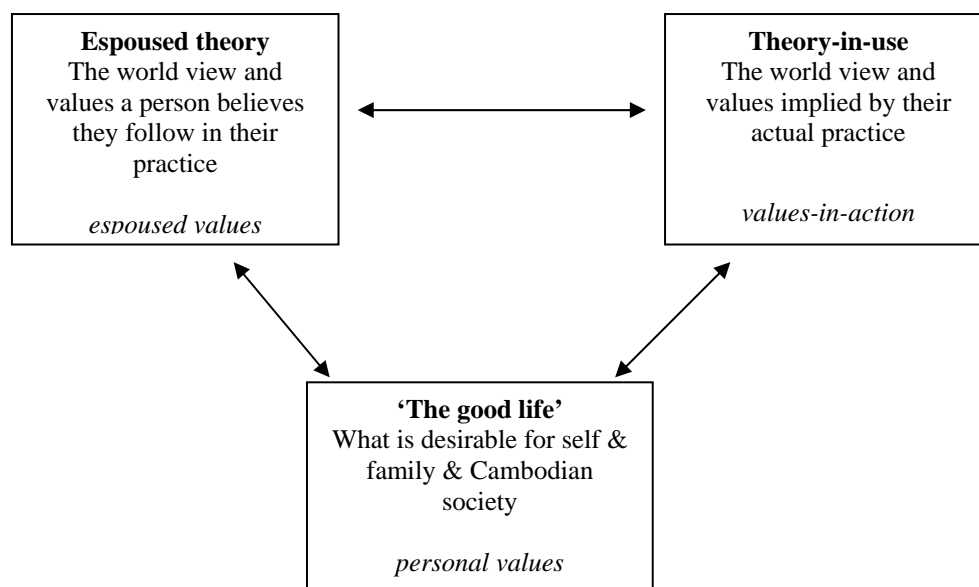 Espoused theory
The world view and
values a person believes
they follow in their
practice
espoused values
Theory-in-use
The world view and
values implied by their
actual practice
values-in-action
‘The good life’
What is desirable for self &
family & Cambodian
society
personal values